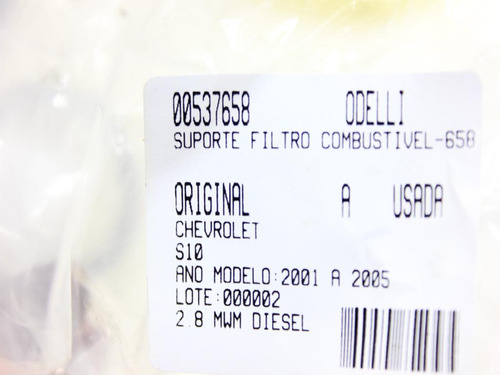 00537658 ODELLI
SUPORTE FILTRO COMBUSTIVEL-658
ORIGINAL A USADA
CHEVROLET
S10
ANO MODELO:2001 A 2005
LOTE:000002
2.8 MWM DIESEL